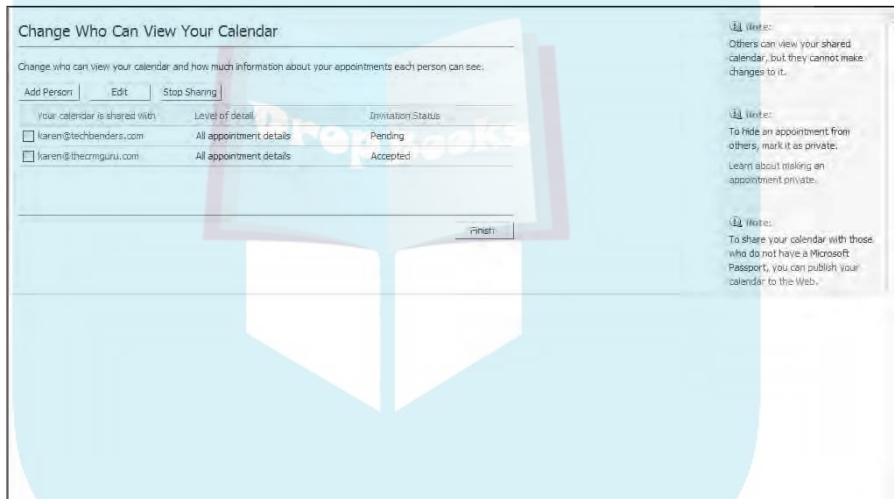 Change Who Can View Your Calendar
Change who can view your calendar and how much information about your appointments each person can see.
Add Person Edit Stop Sharing
Your calendar is shared with Level of detail Invitation Status
karen@techbenders.com All appointment details Pending
karen@thecrmguru.com All appointment details Accepted
Finish
DropBooks
Note:
Others can view your shared
calendar, but they cannot make
changes to it.
Note:
To hide an appointment from
others, mark it as private.
Learn about making an
appointment private.
Note:
To share your calendar with those
who do not have a Microsoft
Passport, you can publish your
calendar to the Web.